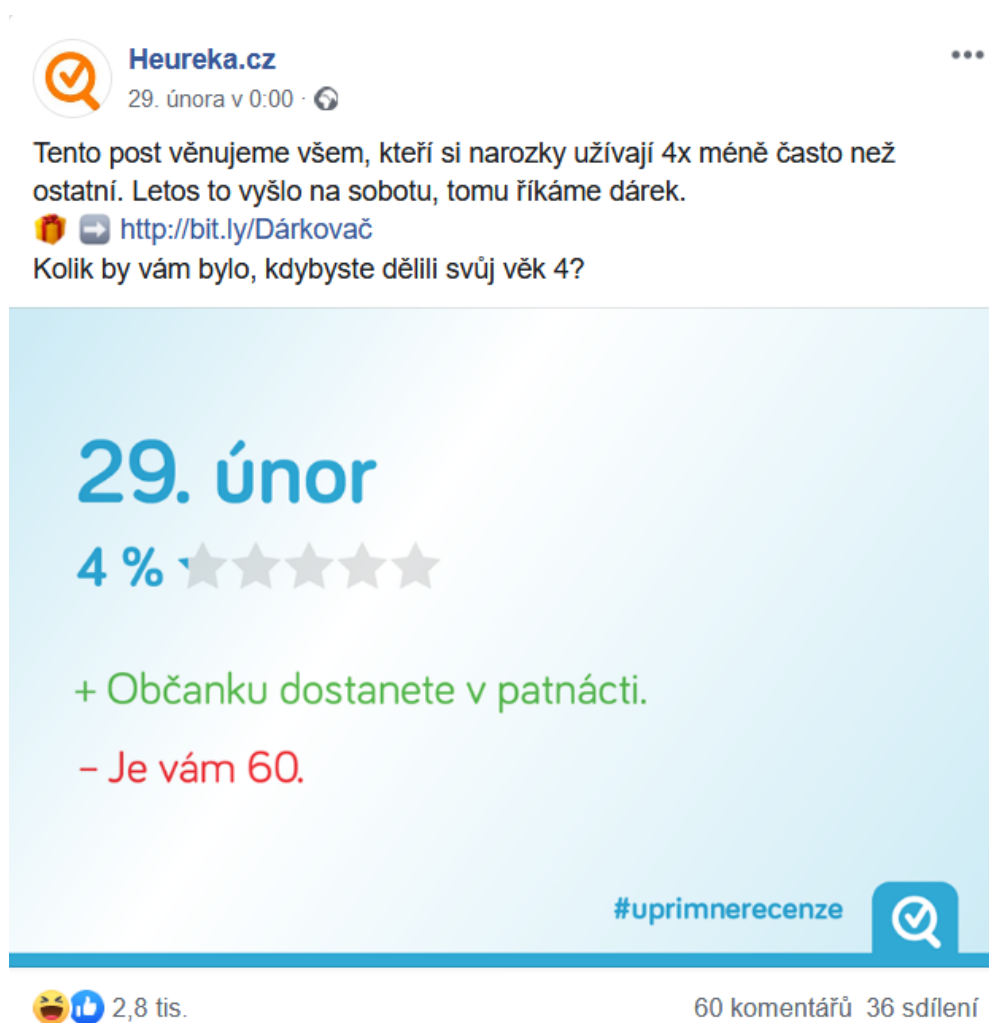 Heureka.cz
29. února v 0:00 ·
Tento post věnujeme všem, kteří si narozky užívají 4x méně často než
ostatní. Letos to vyšlo na sobotu, tomu říkáme dárek.
🎁 ➡ http://bit.ly/Dárkovač
Kolik by vám bylo, kdybyste dělili svůj věk 4?
29. únor
4 %
+ Občanku dostanete v patnácti.
– Je vám 60.
#uprimnerecenze
2,8 tis.
60 komentářů 36 sdílení